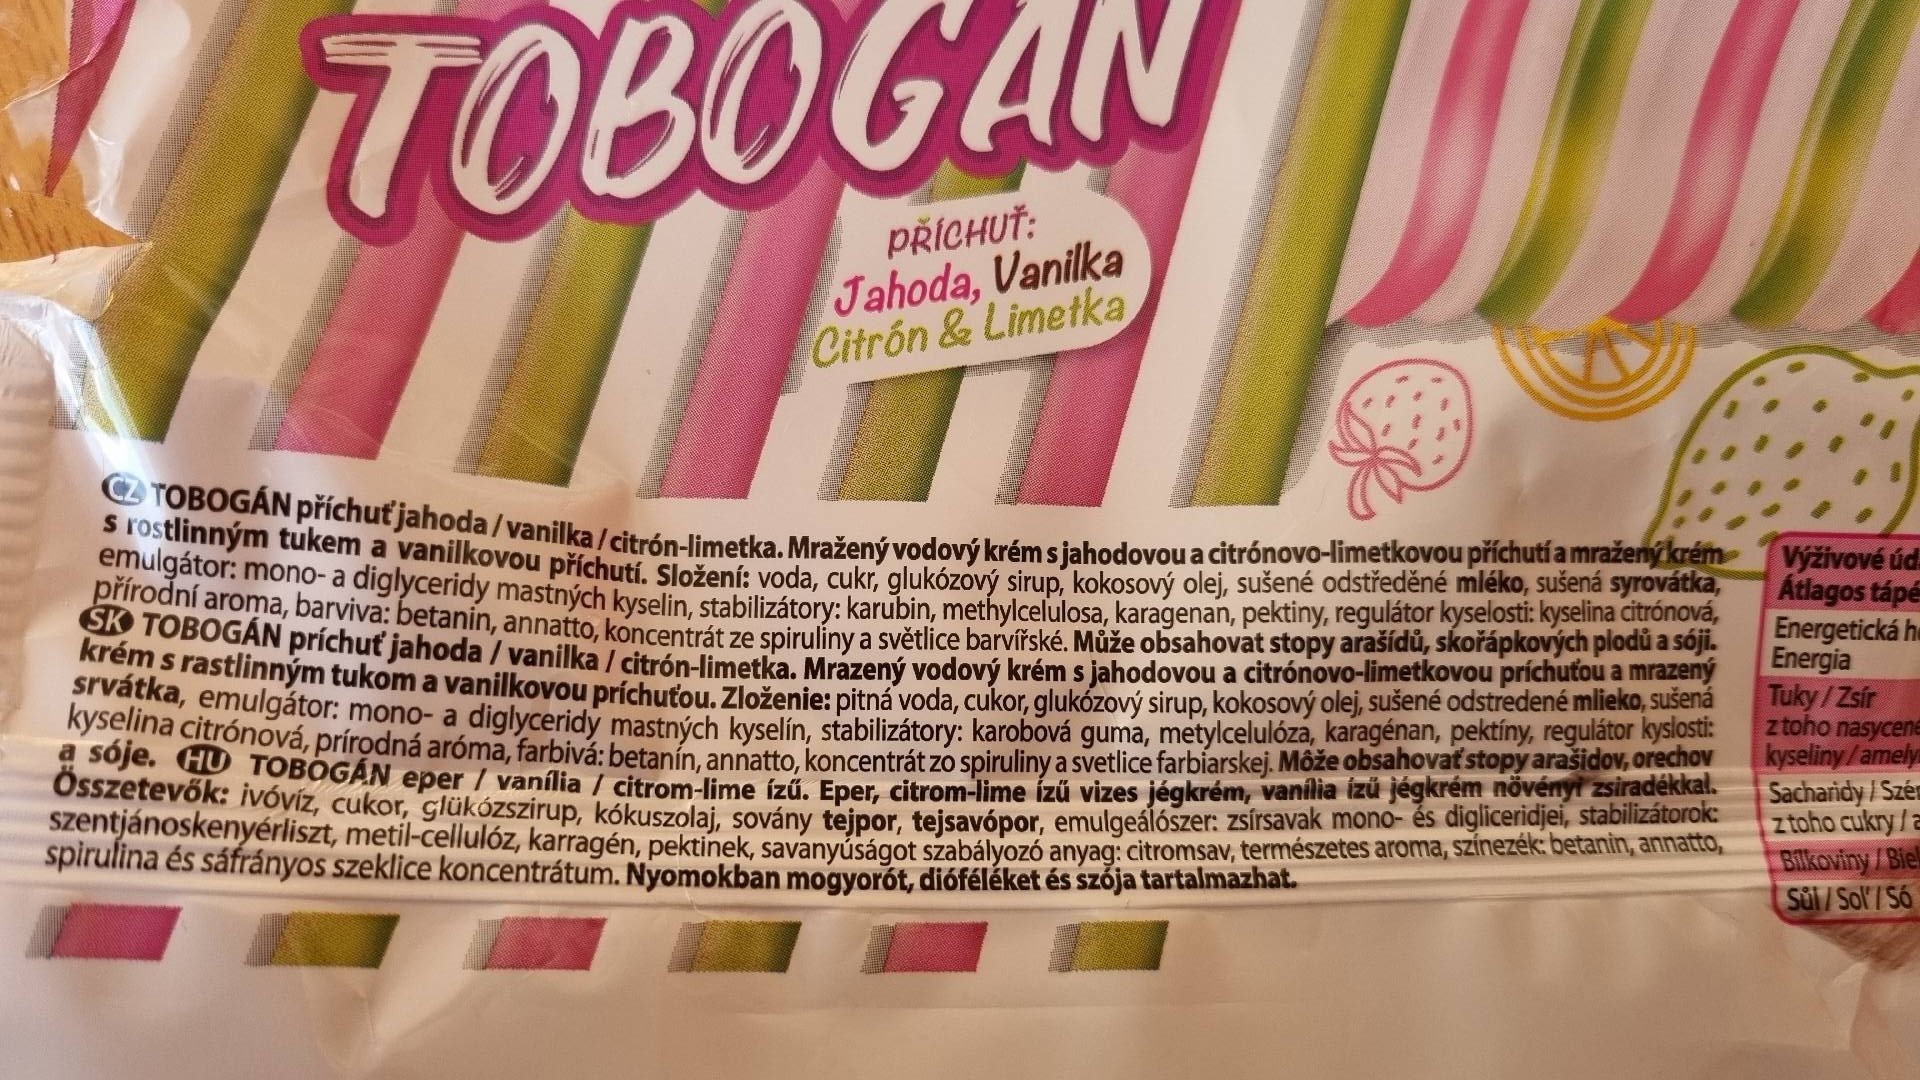 TOBOGÁN
PŘÍCHUŤ:
Jahoda, Vanilka
Citrón & Limetka
CZ TOBOGÁN příchuť jahoda / vanilka / citrón-limetka. Mražený vodový krém s jahodovou a citrónovo-limetkovou příchutí a mražený krém
s rostlinným tukem a vanilkovou příchutí. Složení: voda, cukr, glukózový sirup, kokosový olej, sušené odstředěné mléko, sušená syrovátka,
emulgátor: mono- a diglyceridy mastných kyselin, stabilizátory: karubin, methylcelulosa, karagenan, pektiny, regulátor kyselosti: kyselina citrónová,
přírodní aroma, barviva: betanin, annatto, koncentrát ze spiruliny a světlice barvířské. Může obsahovat stopy arašídů, skořápkových plodů a sóji.
SK TOBOGÁN príchuť jahoda / vanilka / citrón-limetka. Mrazený vodový krém s jahodovou a citrónovo-limetkovou príchuťou a mrazený
krém s rastlinným tukom a vanilkovou príchuťou. Zloženie: pitná voda, cukor, glukózový sirup, kokosový olej, sušené odstredené mlieko, sušená
srvátka, emulgátor: mono- a diglyceridy mastných kyselín, stabilizátory: karobová guma, metylcelulóza, karagénan, pektíny, regulátor kyslosti:
kyselina citrónová, prírodná aróma, farbivá: betanín, annatto, koncentrát zo spiruliny a svetlice farbiarskej. Môže obsahovať stopy arašidov, orechov
a sóje. HU TOBOGÁN eper / vanília / citrom-lime ízű. Eper, citrom-lime ízű vizes jégkrém, vanília ízű jégkrém növényi zsiradékkal.
Összetevők: ivóvíz, cukor, glükózszirup, kókuszolaj, sovány tejpor, tejsavópor, emulgeálószer: zsírsavak mono- és digliceridjei, stabilizátorok:
szentjánoskenyérliszt, metil-cellulóz, karragén, pektinek, savanyúságot szabályozó anyag: citromsav, természetes aroma, színezék: betanin, annatto,
spirulina és sáfrányos szeklice koncentrátum. Nyomokban mogyorót, dióféléket és szója tartalmazhat.
Výživové úd
Átlagos tápé
Energetická h
Energia
Tuky / Zsír
z toho nasycené
kyseliny / amely
Sacharidy / Szé
z toho cukry / a
Bílkoviny / Biel
Sůl / Soľ / Só